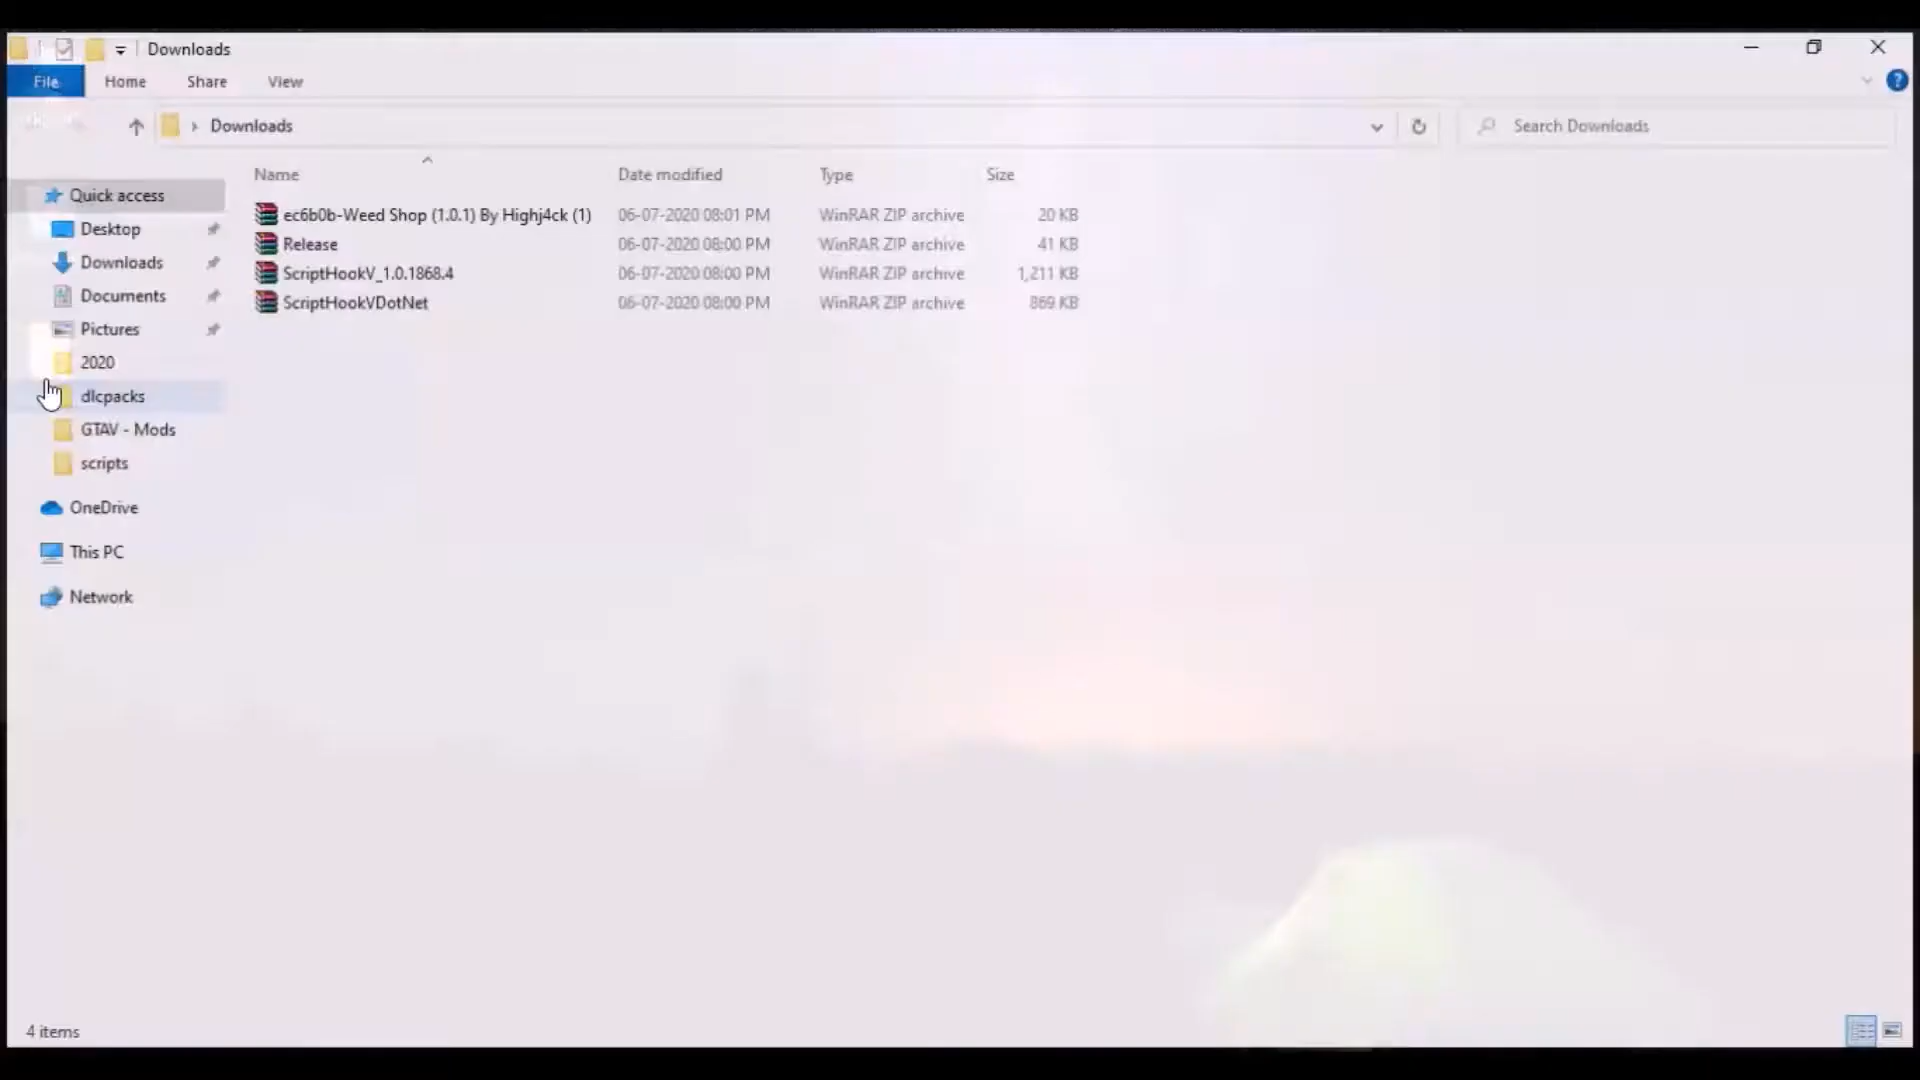 Downloads
File Home Share View
Downloads
Search Downloads
Name Date modified Type Size
ec6b0b-Weed Shop (1.0.1) By Highj4ck (1) 06-07-2020 08:01 PM WinRAR ZIP archive 20 KB
Release 06-07-2020 08:00 PM WinRAR ZIP archive 41 KB
ScriptHookV_1.0.1868.4 06-07-2020 08:00 PM WinRAR ZIP archive 1,211 KB
ScriptHookVDotNet 06-07-2020 08:00 PM WinRAR ZIP archive 869 KB
Quick access
Desktop
Downloads
Documents
Pictures
2020
dlcpacks
GTAV - Mods
scripts
OneDrive
This PC
Network
4 items